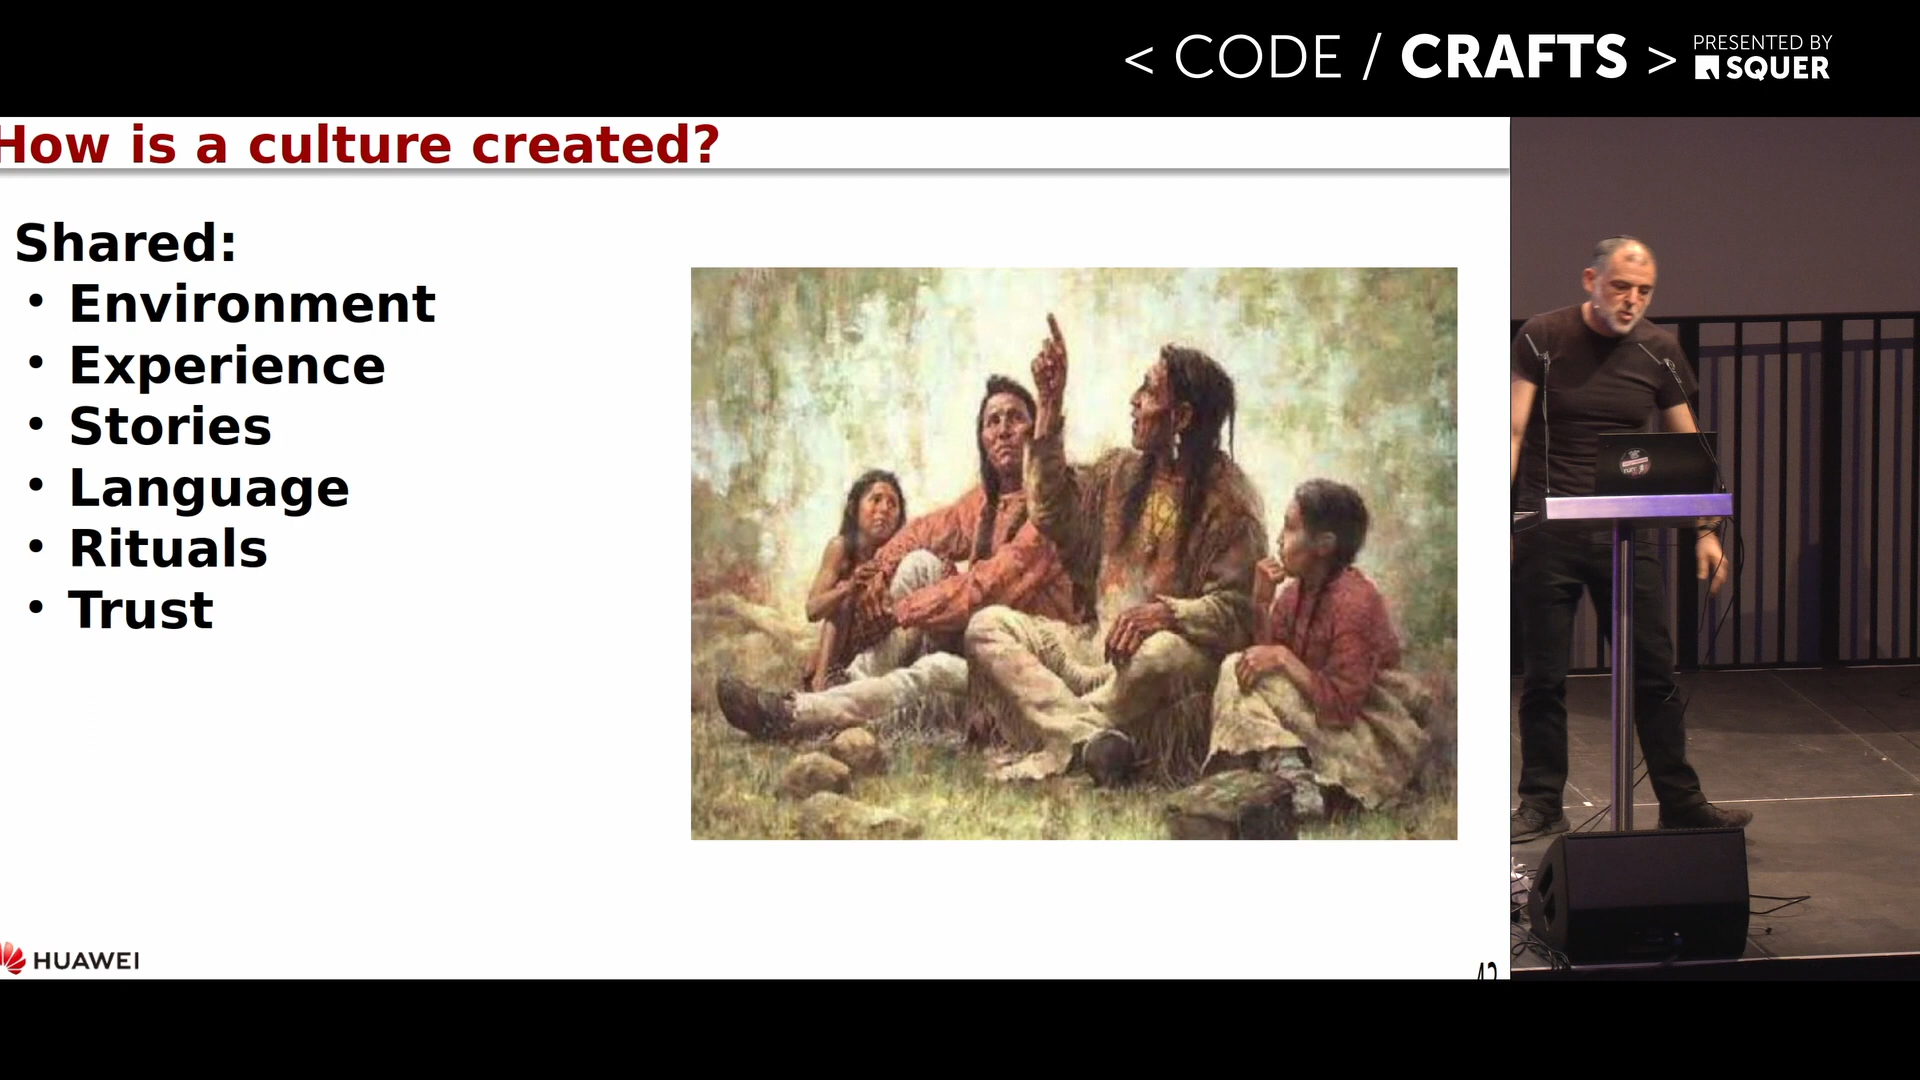 < CODE / CRAFTS > PRESENTED BY
SQUER
How is a culture created?
Shared:
• Environment
• Experience
• Stories
• Language
• Rituals
• Trust
HUAWEI